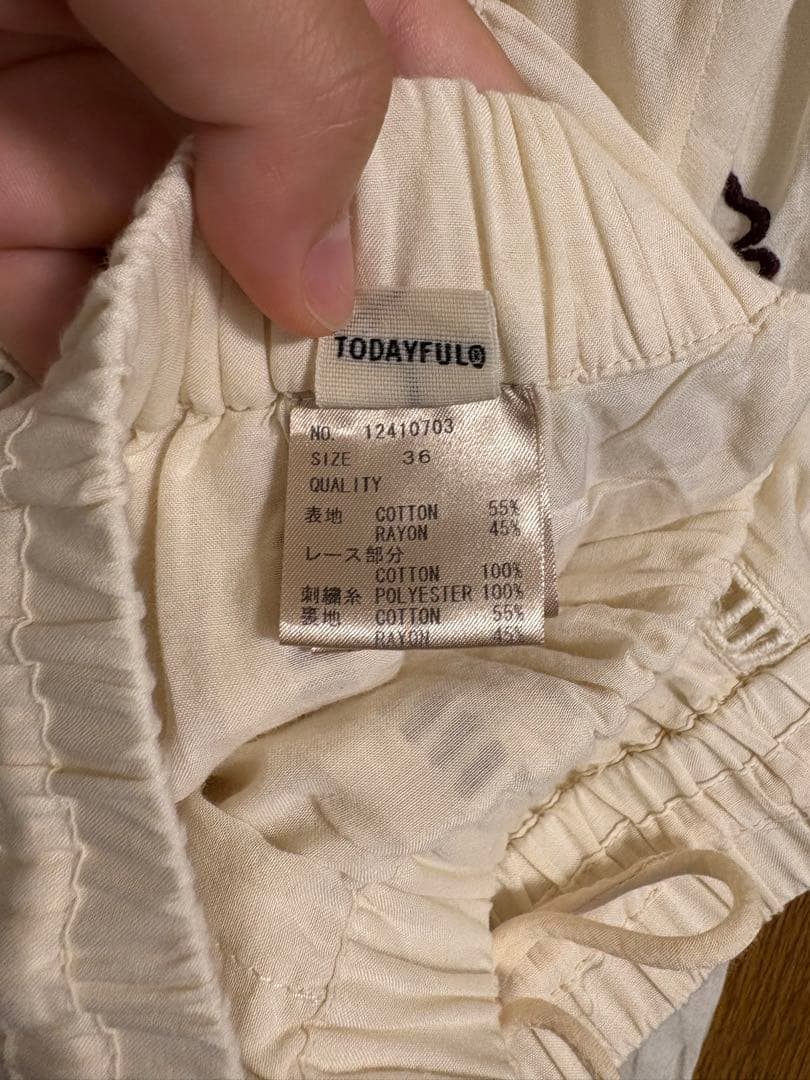 TODAYFUL®
NO. 12410703
SIZE 36
QUALITY
表地 COTTON 55%
RAYON 45%
レース部分
COTTON 100%
刺繍糸 POLYESTER 100%
裏地 COTTON 55%
RAYON 45%